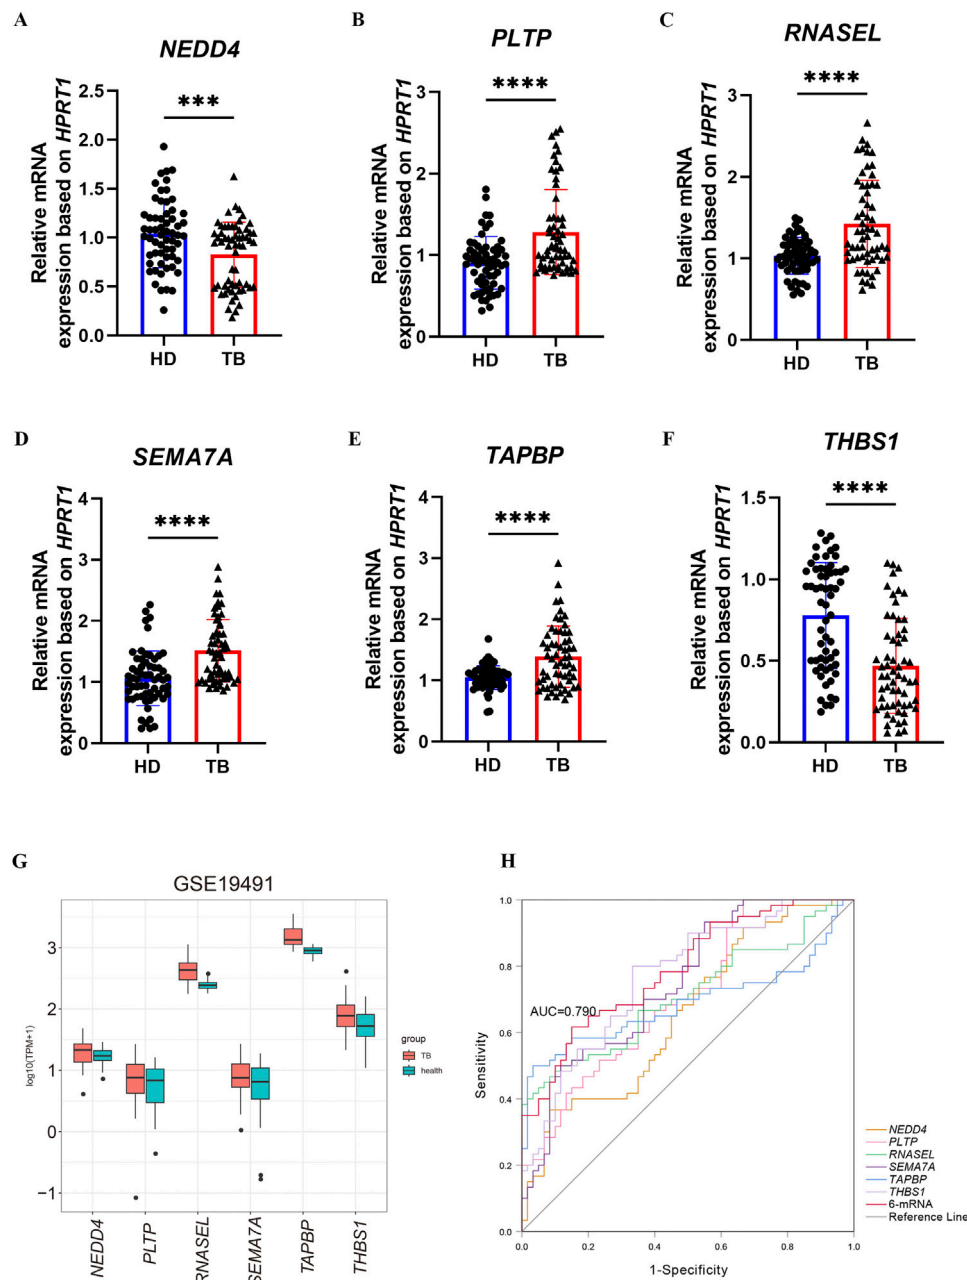 A
NEDD4
Relative mRNA
expression based on HPRT1
2.5
2.0
1.5
1.0
0.5
0.0
***
HD
TB
B
PLTP
Relative mRNA
expression based on HPRT1
3
2
1
0
****
HD
TB
C
RNASEL
Relative mRNA
expression based on HPRT1
3
2
1
0
****
HD
TB
D
SEMA7A
Relative mRNA
expression based on HPRT1
4
3
2
1
0
****
HD
TB
E
TAPBP
Relative mRNA
expression based on HPRT1
4
3
2
1
0
****
HD
TB
F
THBS1
Relative mRNA
expression based on HPRT1
1.5
1.0
0.5
0.0
****
HD
TB
G
GSE19491
log10(TPM+1)
3
2
1
0
−1
NEDD4
PLTP
RNASEL
SEMA7A
TAPBP
THBS1
group
TB
health
H
Sensitivity
1.0
0.8
0.6
0.4
0.2
0.0
AUC=0.790
0.0
0.2
0.4
0.6
0.8
1.0
1-Specificity
NEDD4
PLTP
RNASEL
SEMA7A
TAPBP
THBS1
6-mRNA
Reference Line